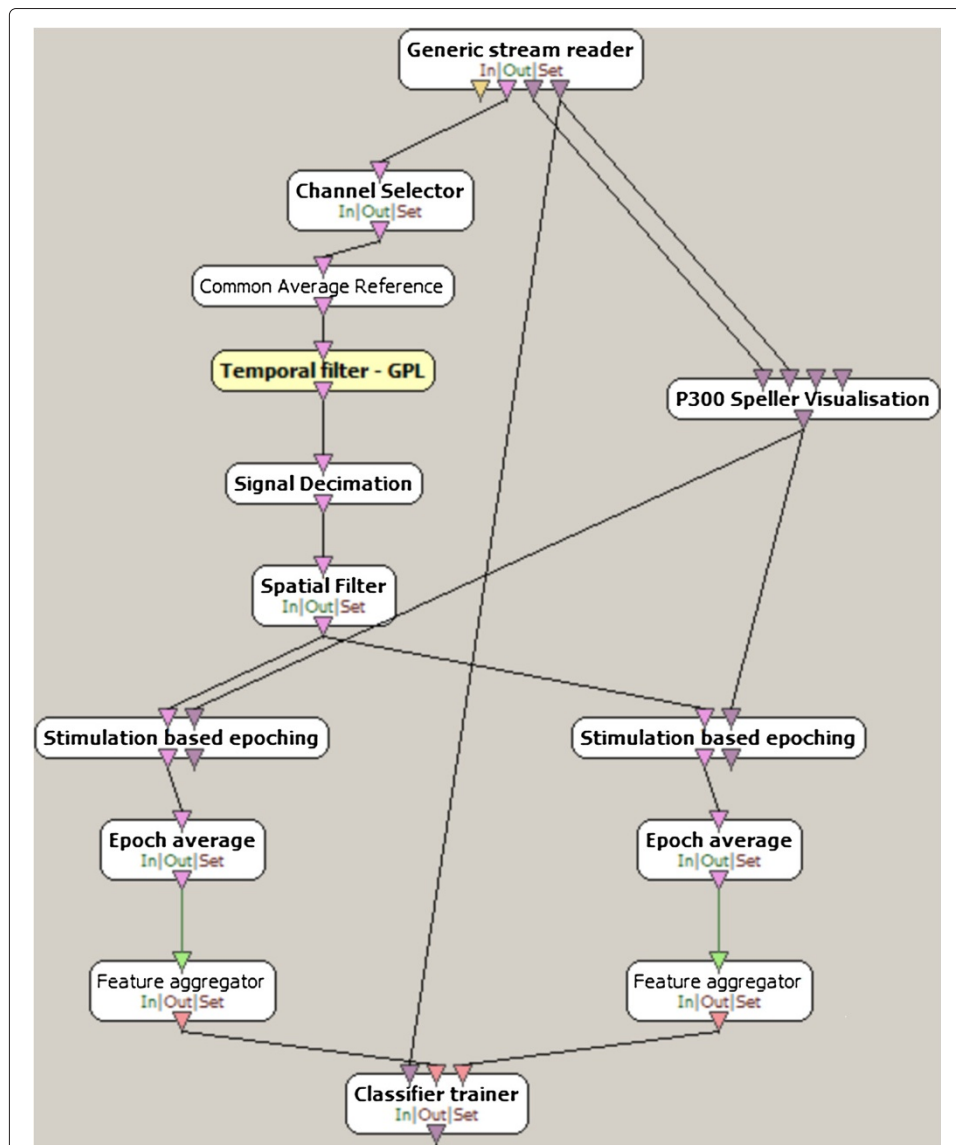 Generic stream reader
In|Out|Set
Channel Selector
In|Out|Set
Common Average Reference
Temporal filter - GPL
P300 Speller Visualisation
Signal Decimation
Spatial Filter
In|Out|Set
Stimulation based epoching
Stimulation based epoching
Epoch average
In|Out|Set
Epoch average
In|Out|Set
Feature aggregator
In|Out|Set
Feature aggregator
In|Out|Set
Classifier trainer
In|Out|Set